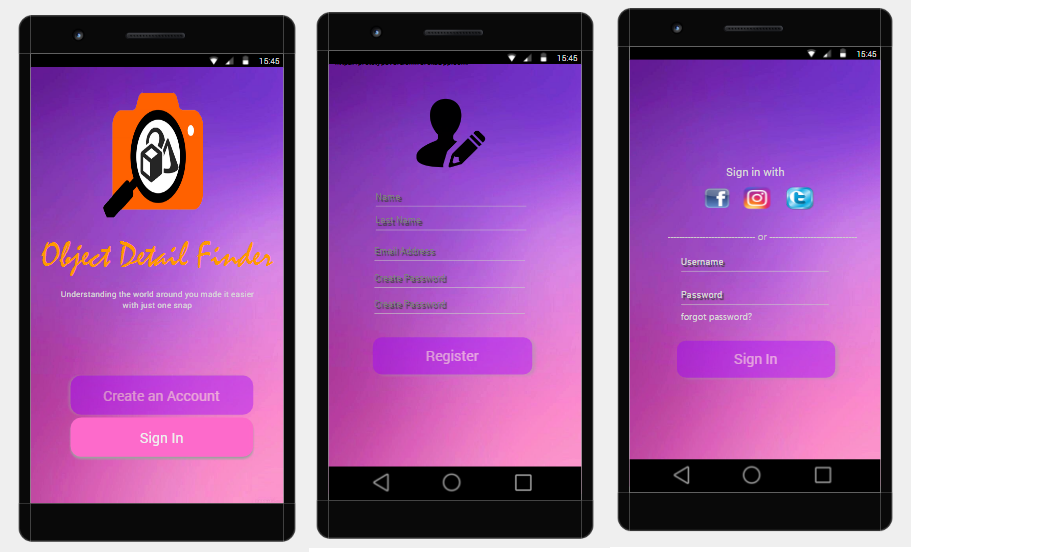 15:45
Object Detail Finder
Understanding the world around you made it easier
with just one snap
Create an Account
Sign In
15:45
Name
Last Name
Email Address
Create Password
Create Password
Register
15:45
Sign in with
or
Username
Password
forgot password?
Sign In